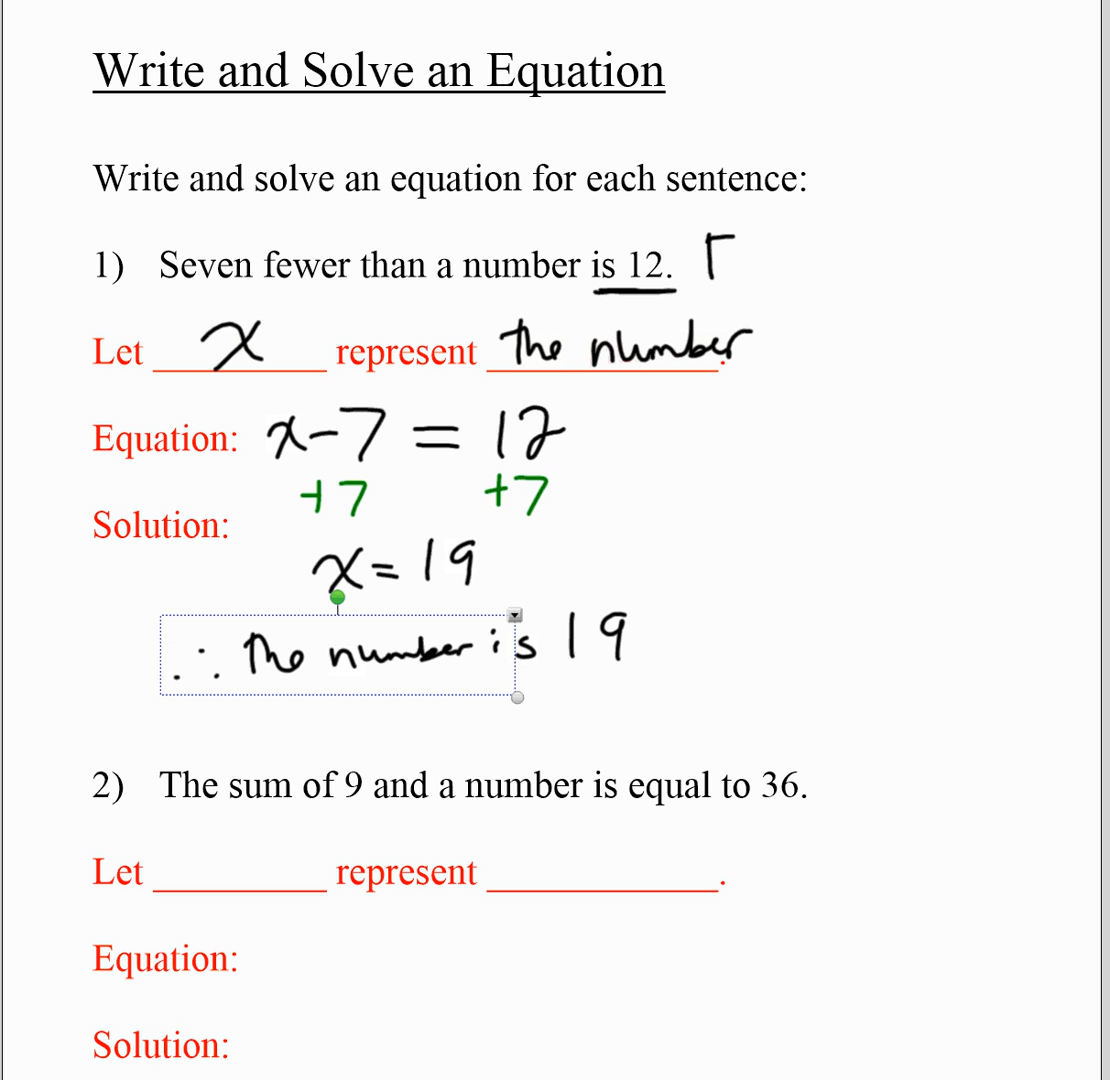 Write and Solve an Equation
Write and solve an equation for each sentence:
1) Seven fewer than a number is 12.
Let x represent the number.
Equation: x-7 = 12
+7 +7
Solution:
x = 19
∴ the number is 19
2) The sum of 9 and a number is equal to 36.
Let __________ represent _____________.
Equation:
Solution: